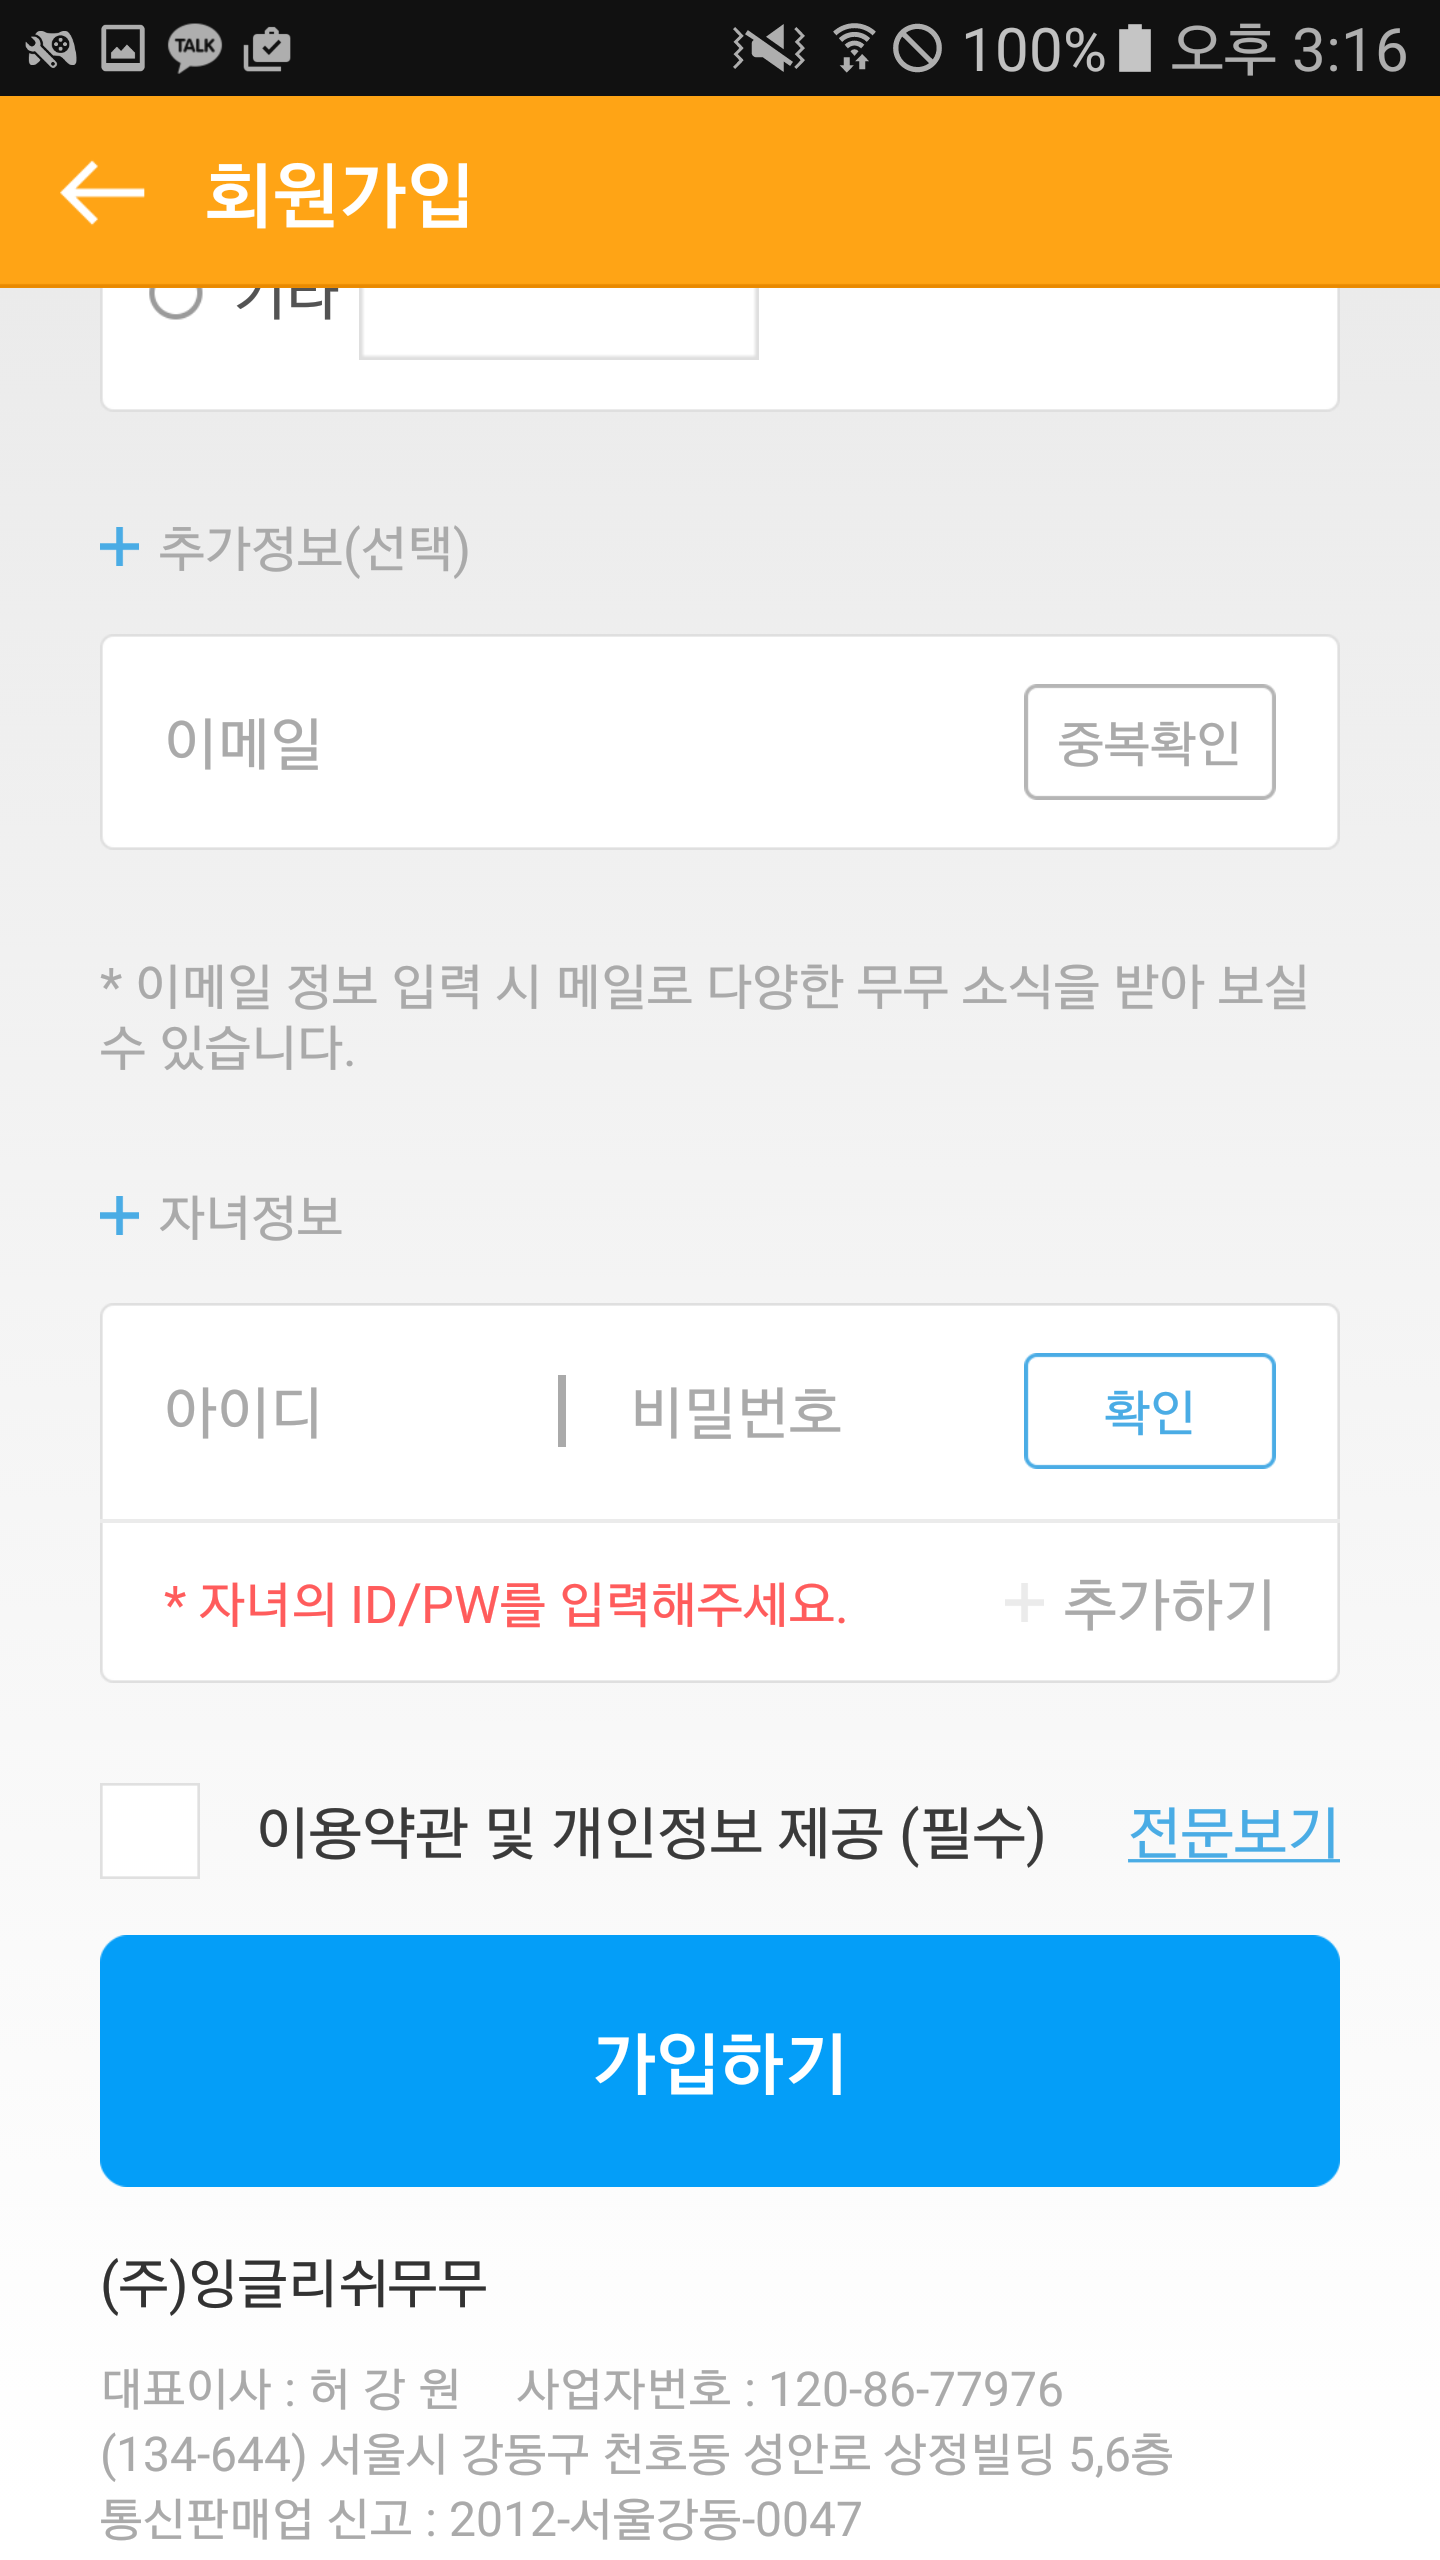 TALK 100% 오후 3:16
회원가입
기타
추가정보(선택)
이메일 중복확인
* 이메일 정보 입력 시 메일로 다양한 무무 소식을 받아 보실
수 있습니다.
자녀정보
아이디 비밀번호 확인
* 자녀의 ID/PW를 입력해주세요. + 추가하기
이용약관 및 개인정보 제공 (필수) 전문보기
가입하기
(주)잉글리쉬무무
대표이사 : 허 강 원 사업자번호 : 120-86-77976
(134-644) 서울시 강동구 천호동 성안로 상정빌딩 5,6층
통신판매업 신고 : 2012-서울강동-0047